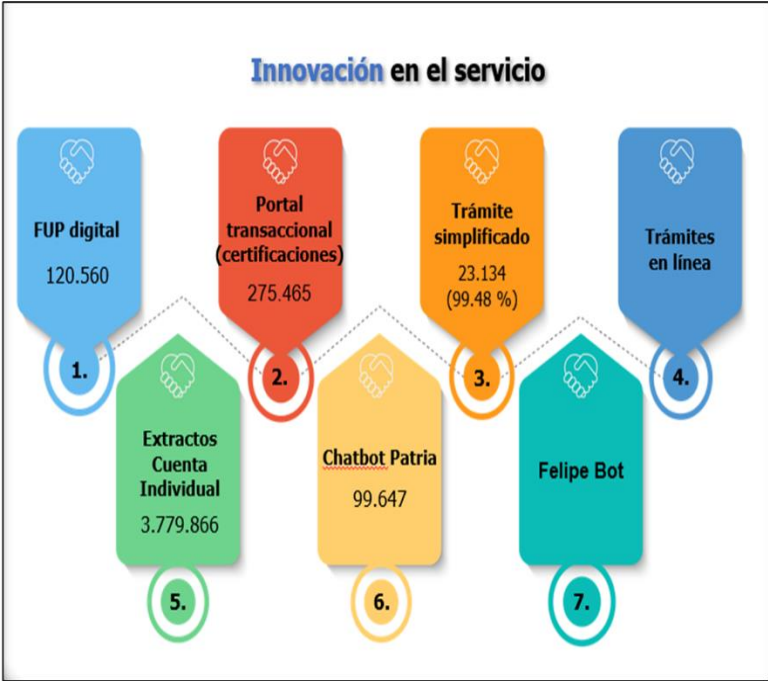 Innovación en el servicio
FUP digital
120.560
1.
Portal
transaccional
(certificaciones)
275.465
2.
Trámite
simplificado
23.134
(99.48 %)
3.
Trámites
en línea
4.
Extractos
Cuenta
Individual
3.779.866
5.
Chatbot Patria
99.647
6.
Felipe Bot
7.